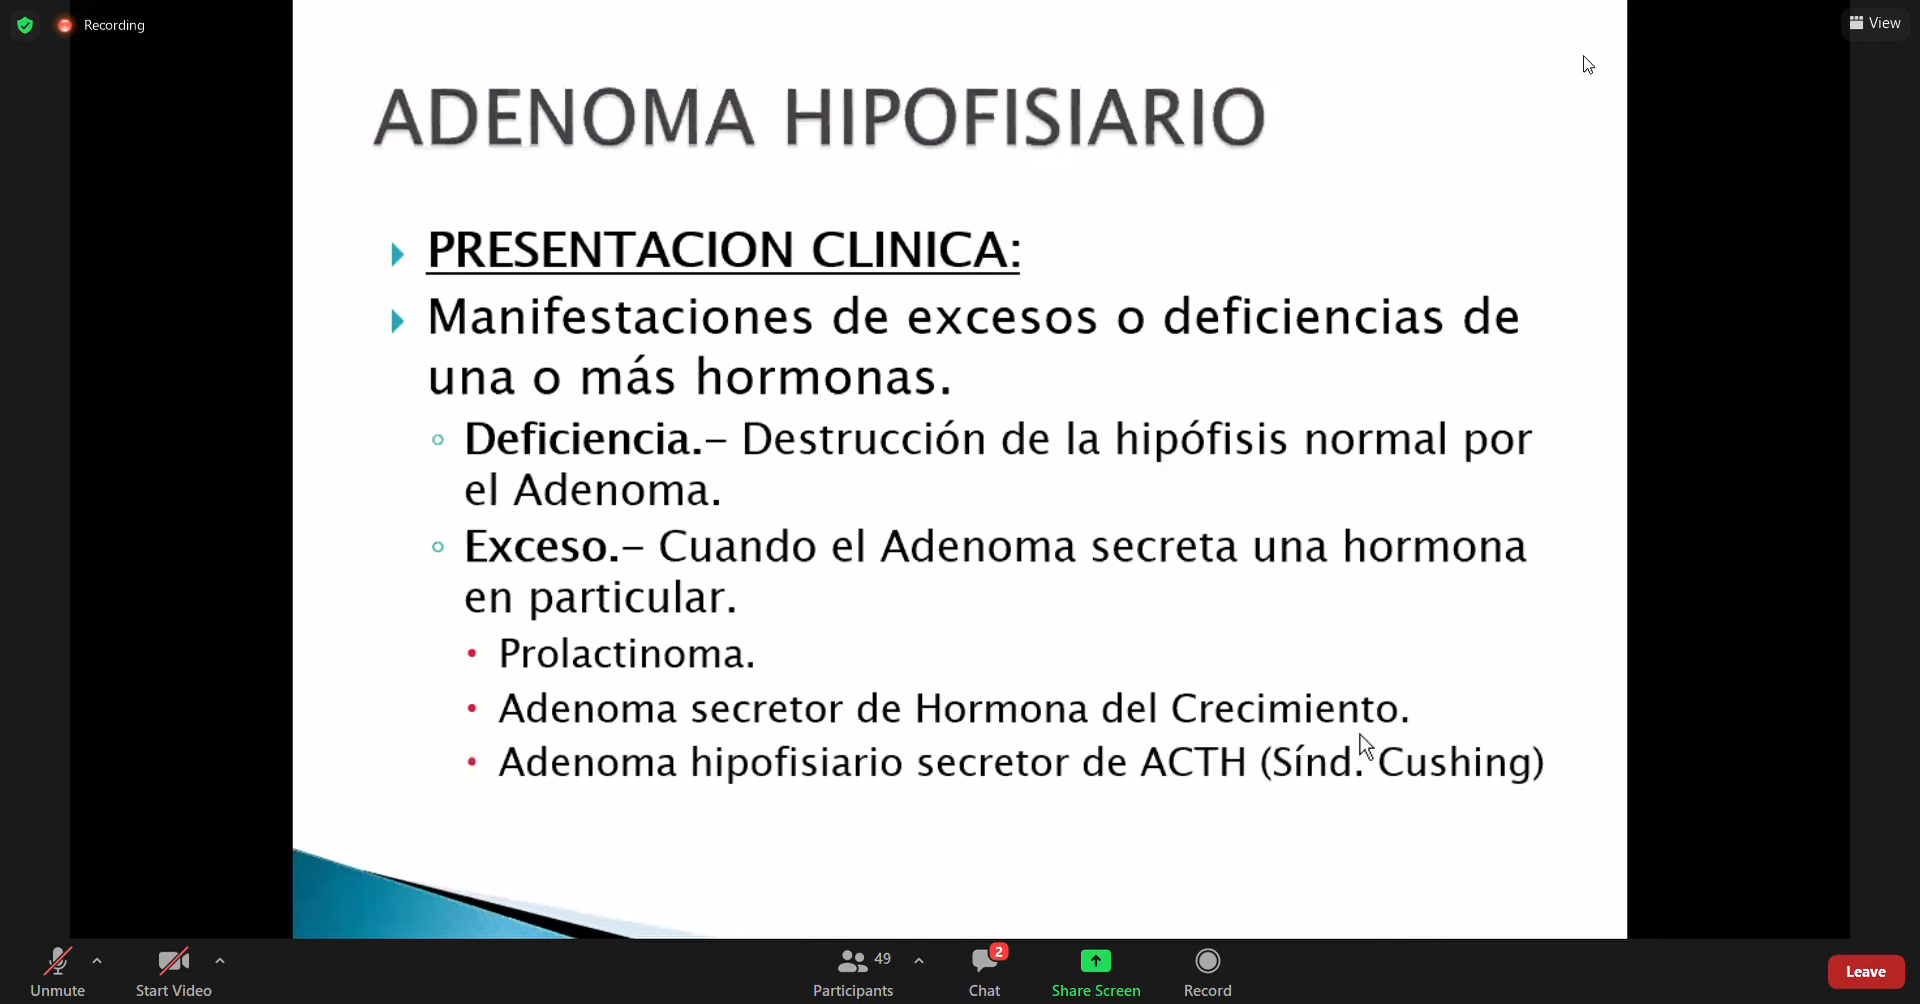 Recording
View
ADENOMA HIPOFISIARIO
PRESENTACION CLINICA:
Manifestaciones de excesos o deficiencias de
una o más hormonas.
Deficiencia.– Destrucción de la hipófisis normal por
el Adenoma.
Exceso.– Cuando el Adenoma secreta una hormona
en particular.
Prolactinoma.
Adenoma secretor de Hormona del Crecimiento.
Adenoma hipofisiario secretor de ACTH (Sínd. Cushing)
49
2
Unmute
Start Video
Participants
Chat
Share Screen
Record
Leave